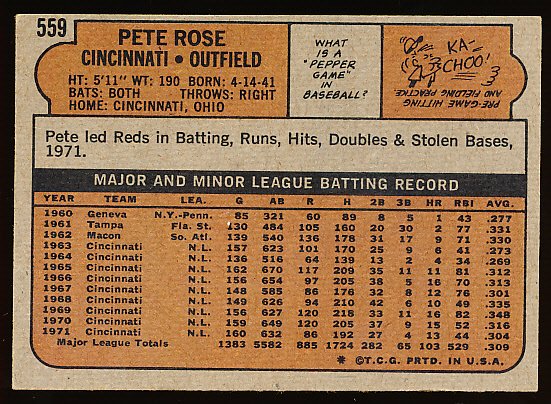 559
PETE ROSE
CINCINNATI • OUTFIELD
HT: 5'11" WT: 190 BORN: 4-14-41
BATS: BOTH THROWS: RIGHT
HOME: CINCINNATI, OHIO
WHAT
IS A
"PEPPER
GAME" IN
BASEBALL?
KA-
CHOO!
PRE-GAME HITTING
AND FIELDING PRACTICE.
Pete led Reds in Batting, Runs, Hits, Doubles & Stolen Bases,
1971.
MAJOR AND MINOR LEAGUE BATTING RECORD
YEAR TEAM LEA. G AB R H 2B 3B HR RBI AVG.
1960 Geneva N.Y.-Penn. 85 321 60 89 8 5 1 43 .277
1961 Tampa Fla. St. 130 484 105 160 20 30 2 77 .331
1962 Macon So. Atl. 139 540 136 178 31 17 9 71 .330
1963 Cincinnati N.L. 157 623 101 170 25 9 6 41 .273
1964 Cincinnati N.L. 136 516 64 139 13 2 4 34 .269
1965 Cincinnati N.L. 162 670 117 209 35 11 11 81 .312
1966 Cincinnati N.L. 156 654 97 205 38 5 16 70 .313
1967 Cincinnati N.L. 148 585 86 176 32 8 12 76 .301
1968 Cincinnati N.L. 149 626 94 210 42 6 10 49 .335
1969 Cincinnati N.L. 156 627 120 218 33 11 16 82 .348
1970 Cincinnati N.L. 159 649 120 205 37 9 15 52 .316
1971 Cincinnati N.L. 160 632 86 192 27 4 13 44 .304
Major League Totals 1383 5582 885 1724 282 65 103 529 .309
* ©T.C.G. PRTD. IN U.S.A.